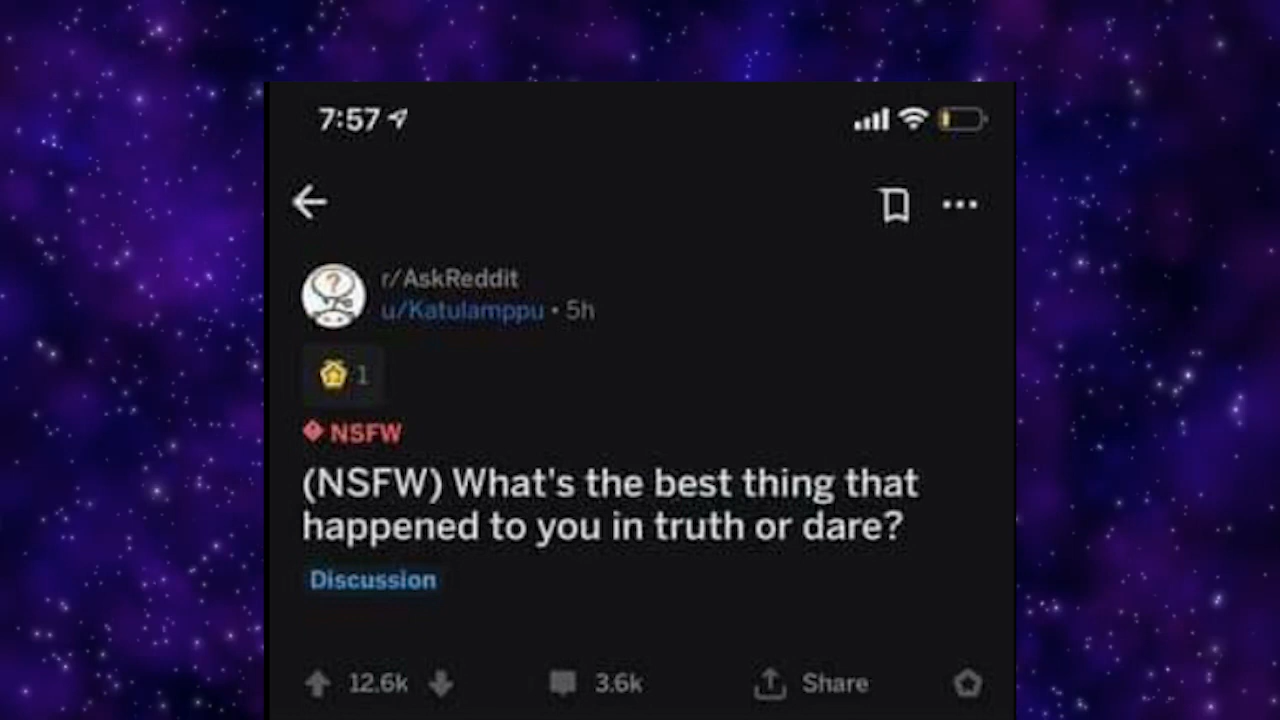 7:57
r/AskReddit
u/Katulamppu • 5h
1
NSFW
(NSFW) What's the best thing that
happened to you in truth or dare?
Discussion
12.6k 3.6k Share